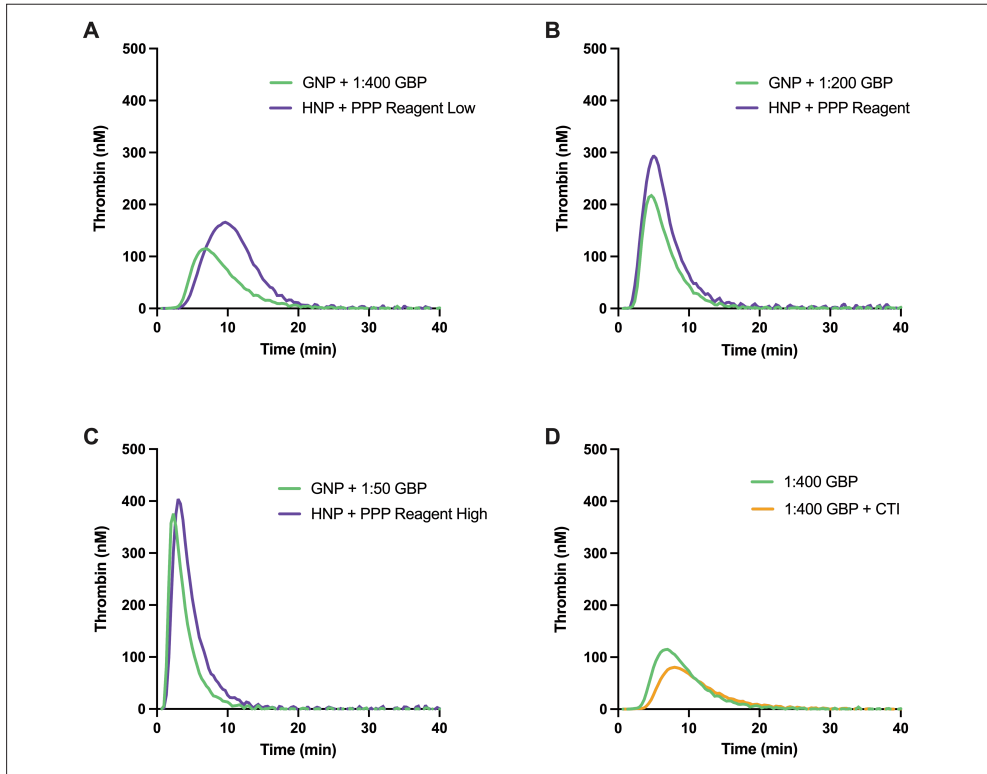 A
500
400
300
200
100
0
Thrombin (nM)
GNP + 1:400 GBP
HNP + PPP Reagent Low
0 10 20 30 40
Time (min)
B
500
400
300
200
100
0
Thrombin (nM)
GNP + 1:200 GBP
HNP + PPP Reagent
0 10 20 30 40
Time (min)
C
500
400
300
200
100
0
Thrombin (nM)
GNP + 1:50 GBP
HNP + PPP Reagent High
0 10 20 30 40
Time (min)
D
500
400
300
200
100
0
Thrombin (nM)
1:400 GBP
1:400 GBP + CTI
0 10 20 30 40
Time (min)